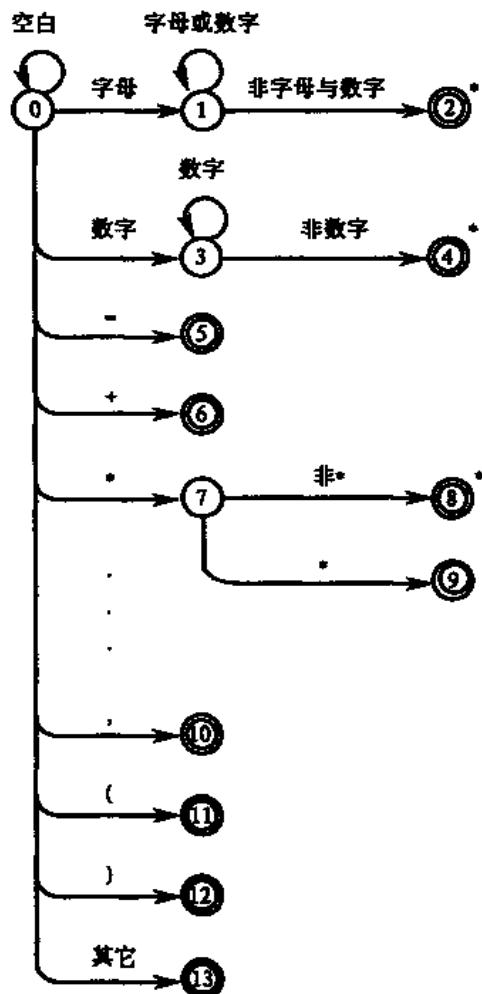 空白 字母或数字
0 字母 1 非字母与数字 2 *
数字
数字 3 非数字 4 *
= 5
+ 6
* 7 非* 8 *
* 9
.
.
.
, 10
( 11
) 12
其它 13